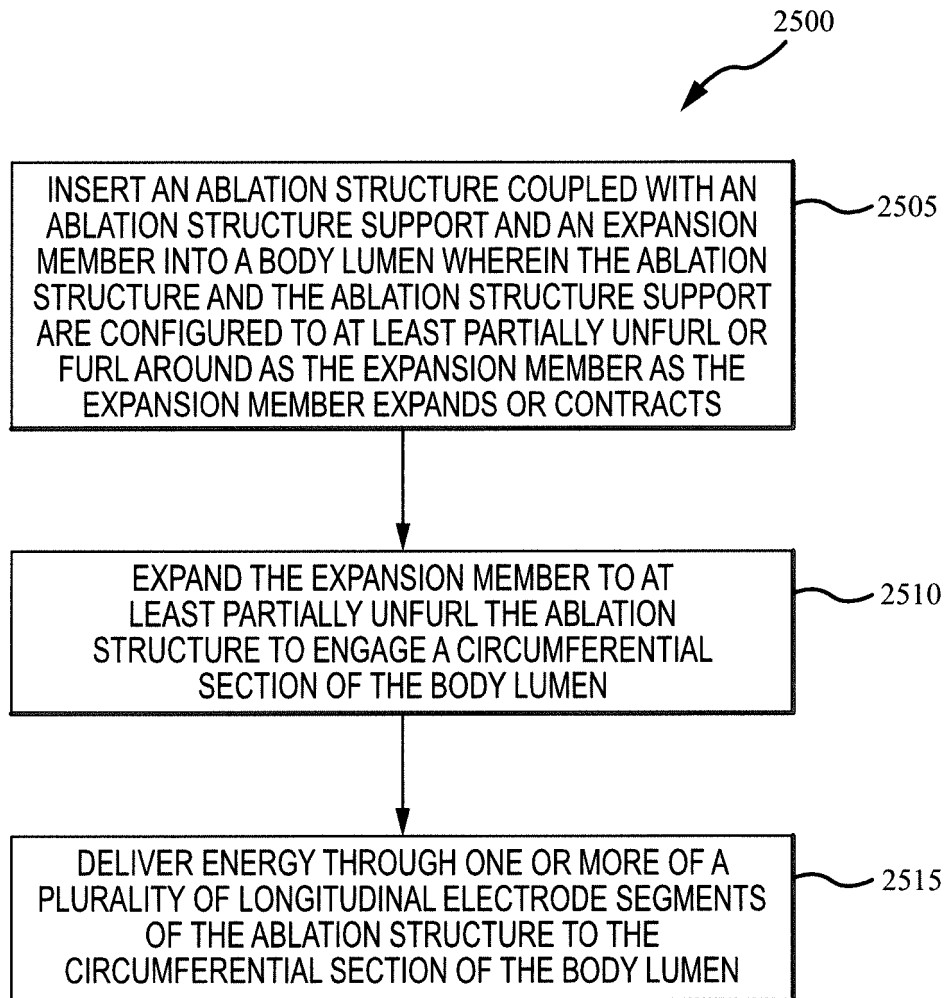 2500
INSERT AN ABLATION STRUCTURE COUPLED WITH AN
ABLATION STRUCTURE SUPPORT AND AN EXPANSION
MEMBER INTO A BODY LUMEN WHEREIN THE ABLATION
STRUCTURE AND THE ABLATION STRUCTURE SUPPORT
ARE CONFIGURED TO AT LEAST PARTIALLY UNFURL OR
FURL AROUND AS THE EXPANSION MEMBER AS THE
EXPANSION MEMBER EXPANDS OR CONTRACTS
2505
EXPAND THE EXPANSION MEMBER TO AT
LEAST PARTIALLY UNFURL THE ABLATION
STRUCTURE TO ENGAGE A CIRCUMFERENTIAL
SECTION OF THE BODY LUMEN
2510
DELIVER ENERGY THROUGH ONE OR MORE OF A
PLURALITY OF LONGITUDINAL ELECTRODE SEGMENTS
OF THE ABLATION STRUCTURE TO THE
CIRCUMFERENTIAL SECTION OF THE BODY LUMEN
2515